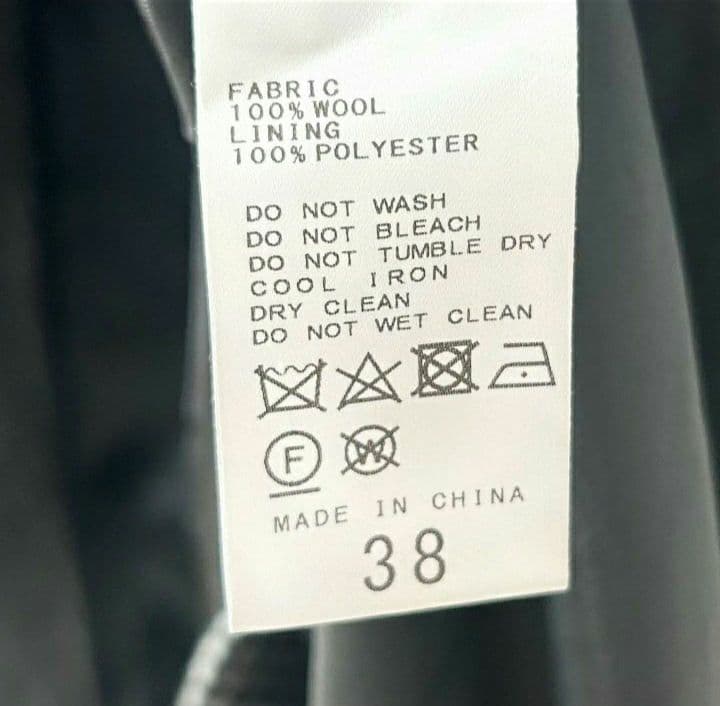 FABRIC
100% WOOL
LINING
100% POLYESTER
DO NOT WASH
DO NOT BLEACH
DO NOT TUMBLE DRY
COOL IRON
DRY CLEAN
DO NOT WET CLEAN
F W
MADE IN CHINA
38